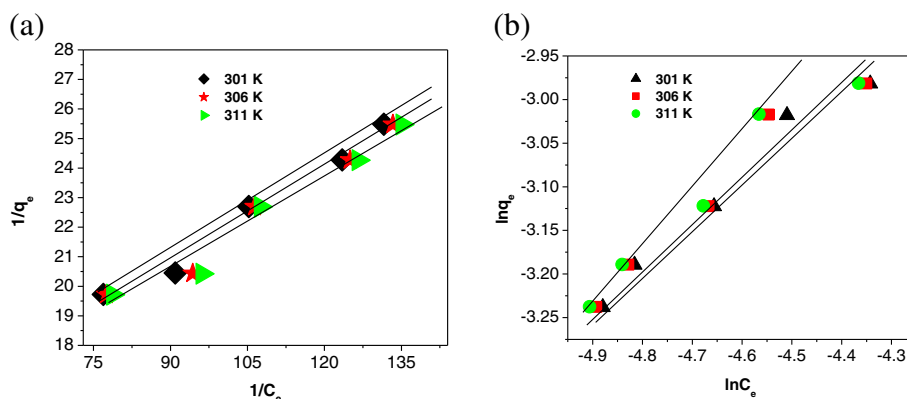 (a)
28
27
26
25
24
23
22
21
20
19
18
1/qe
301 K
306 K
311 K
75 90 105 120 135
1/Ce
(b)
-2.95
-3.00
-3.05
-3.10
-3.15
-3.20
-3.25
lnqe
301 K
306 K
311 K
-4.9 -4.8 -4.7 -4.6 -4.5 -4.4 -4.3
lnCe